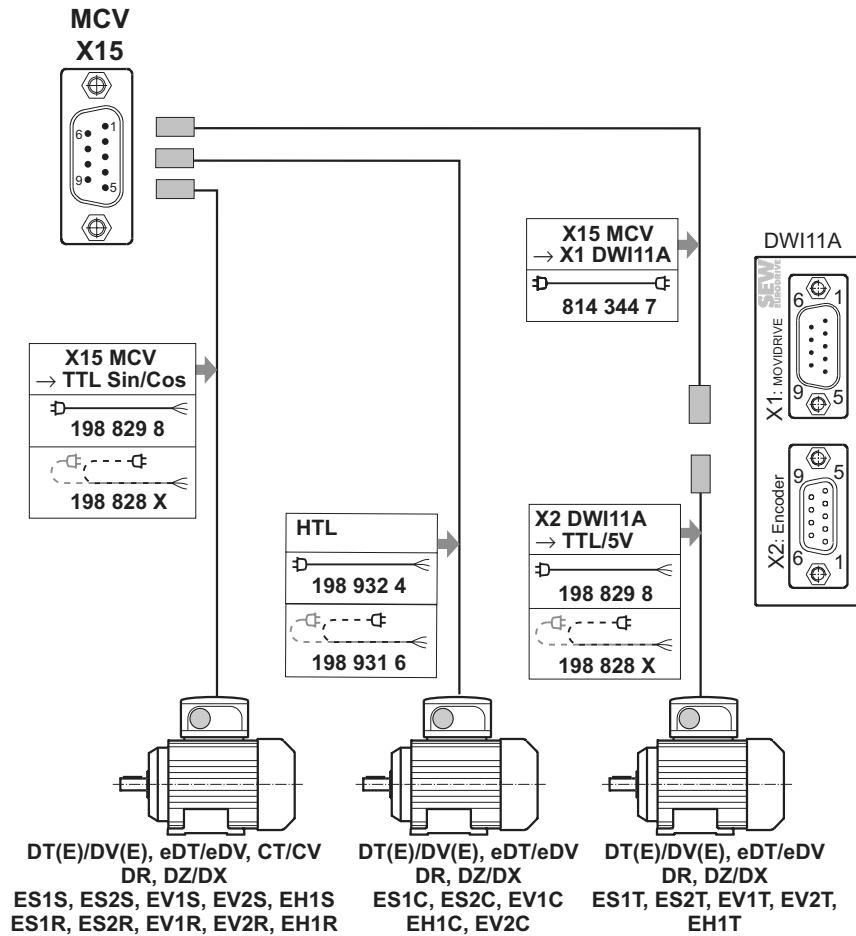 MCV
X15
6
1
9
5
X15 MCV
→ X1 DWI11A
814 344 7
DWI11A
SEW
EURODRIVE
X1: MOVIDRIVE
6
1
9
5
X2: Encoder
9
5
6
1
X15 MCV
→ TTL Sin/Cos
198 829 8
198 828 X
HTL
198 932 4
198 931 6
X2 DWI11A
→ TTL/5V
198 829 8
198 828 X
DT(E)/DV(E), eDT/eDV, CT/CV
DR, DZ/DX
ES1S, ES2S, EV1S, EV2S, EH1S
ES1R, ES2R, EV1R, EV2R, EH1R
DT(E)/DV(E), eDT/eDV
DR, DZ/DX
ES1C, ES2C, EV1C
EH1C, EV2C
DT(E)/DV(E), eDT/eDV
DR, DZ/DX
ES1T, ES2T, EV1T, EV2T,
EH1T